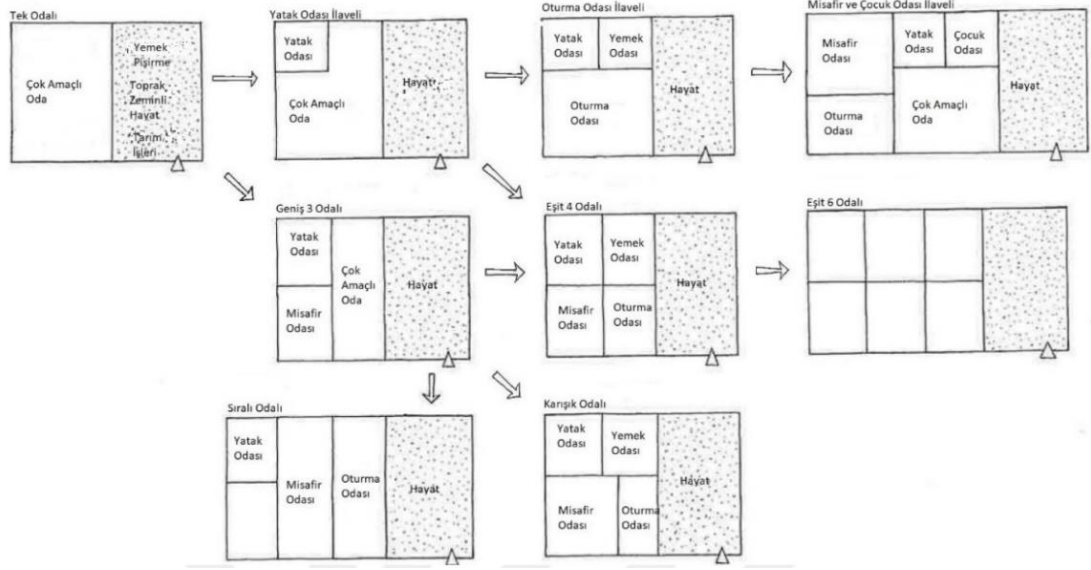 Tek Odalı
Çok Amaçlı
Oda
Yemek
Pişirme
Toprak
Zeminli
Hayat
Tarım
İşleri
Yatak Odası İlaveli
Yatak
Odası
Çok Amaçlı
Oda
Hayat
Oturma Odası İlaveli
Yatak
Odası
Yemek
Odası
Oturma
Odası
Hayat
Misafir ve Çocuk Odası İlaveli
Misafir
Odası
Yatak
Odası
Çocuk
Odası
Oturma
Odası
Çok Amaçlı
Oda
Hayat
Geniş 3 Odalı
Yatak
Odası
Çok
Amaçlı
Oda
Misafir
Odası
Hayat
Eşit 4 Odalı
Yatak
Odası
Yemek
Odası
Misafir
Odası
Oturma
Odası
Hayat
Eşit 6 Odalı
Sıralı Odalı
Yatak
Odası
Misafir
Odası
Oturma
Odası
Hayat
Karışık Odalı
Yatak
Odası
Yemek
Odası
Misafir
Odası
Oturma
Odası
Hayat